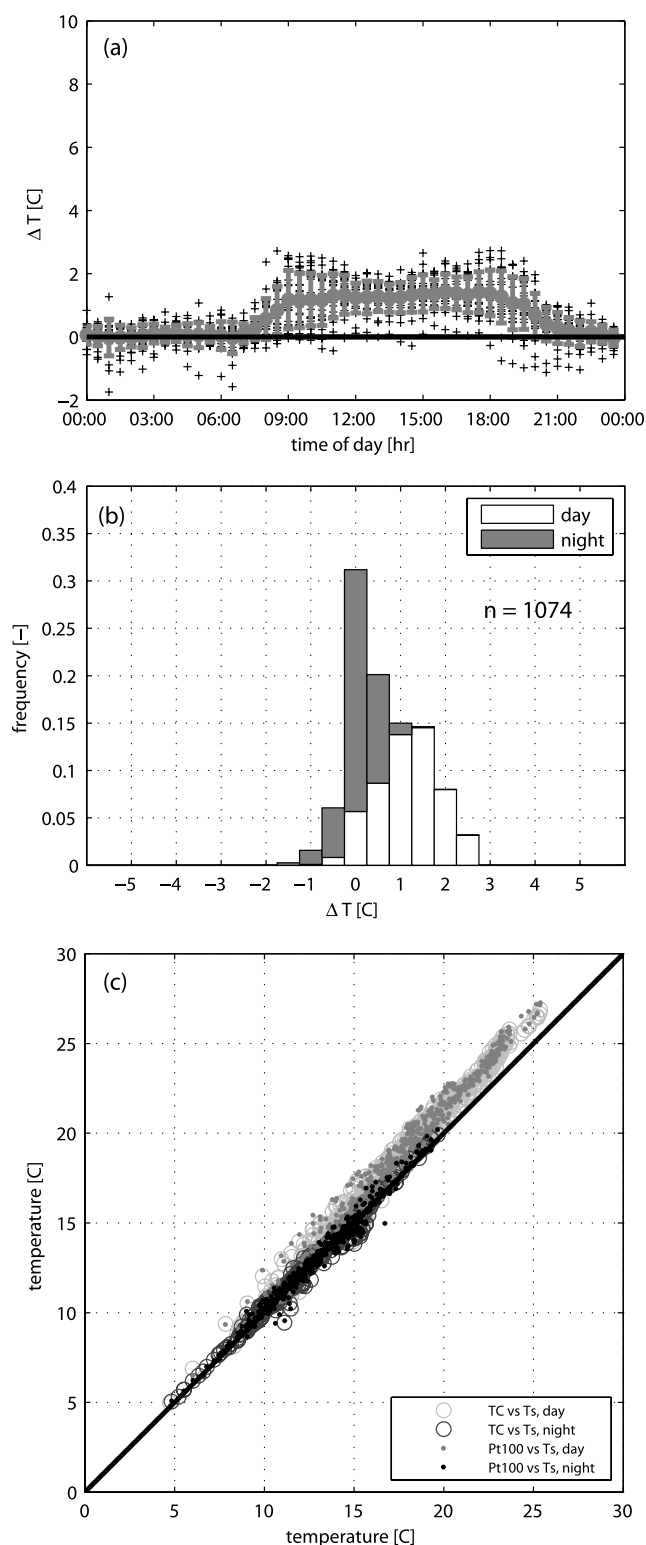 (a)
10
8
6
4
2
0
−2
Δ T [C]
00:00 03:00 06:00 09:00 12:00 15:00 18:00 21:00 00:00
time of day [hr]
(b)
day
night
n = 1074
0.4
0.35
0.3
0.25
0.2
0.15
0.1
0.05
0
frequency [−]
−5 −4 −3 −2 −1 0 1 2 3 4 5
Δ T [C]
(c)
30
25
20
15
10
5
0
temperature [C]
TC vs Ts, day
TC vs Ts, night
Pt100 vs Ts, day
Pt100 vs Ts, night
0 5 10 15 20 25 30
temperature [C]